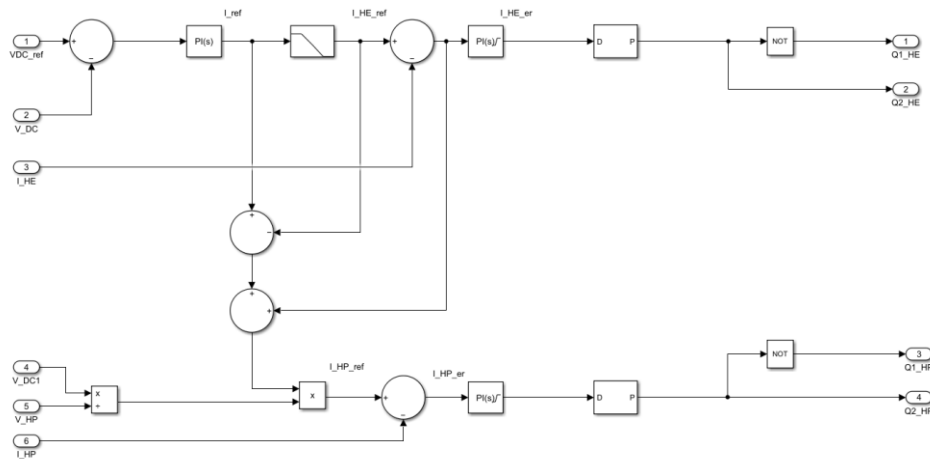 I_ref
I_HE_ref
I_HE_er
1
VDC_ref
+
−
PI(s)
+
−
PI(s)
D P
NOT
1
Q1_HE
2
Q2_HE
2
V_DC
3
I_HE
+
−
+
+
I_HP_ref
I_HP_er
4
V_DC1
5
V_HP
6
I_HP
x
÷
x
+
−
PI(s)
D P
NOT
3
Q1_HP
4
Q2_HP